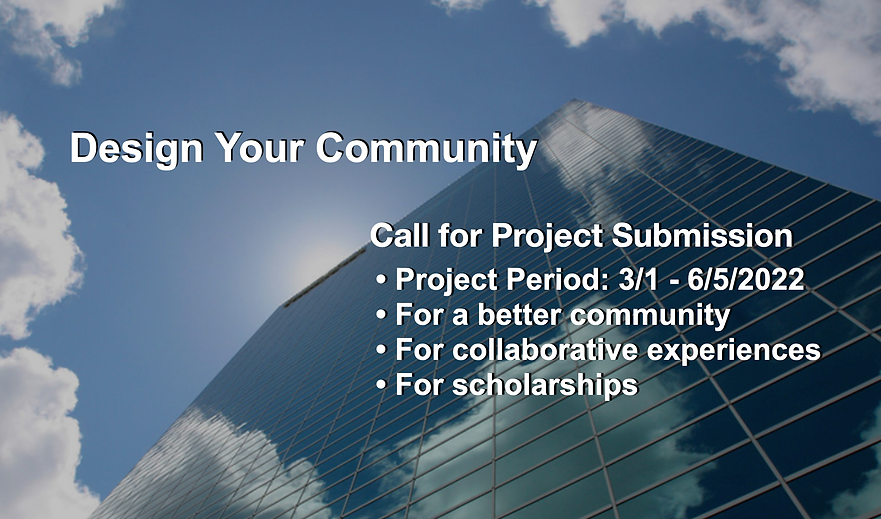 Design Your Community
Call for Project Submission
• Project Period: 3/1 - 6/5/2022
• For a better community
• For collaborative experiences
• For scholarships